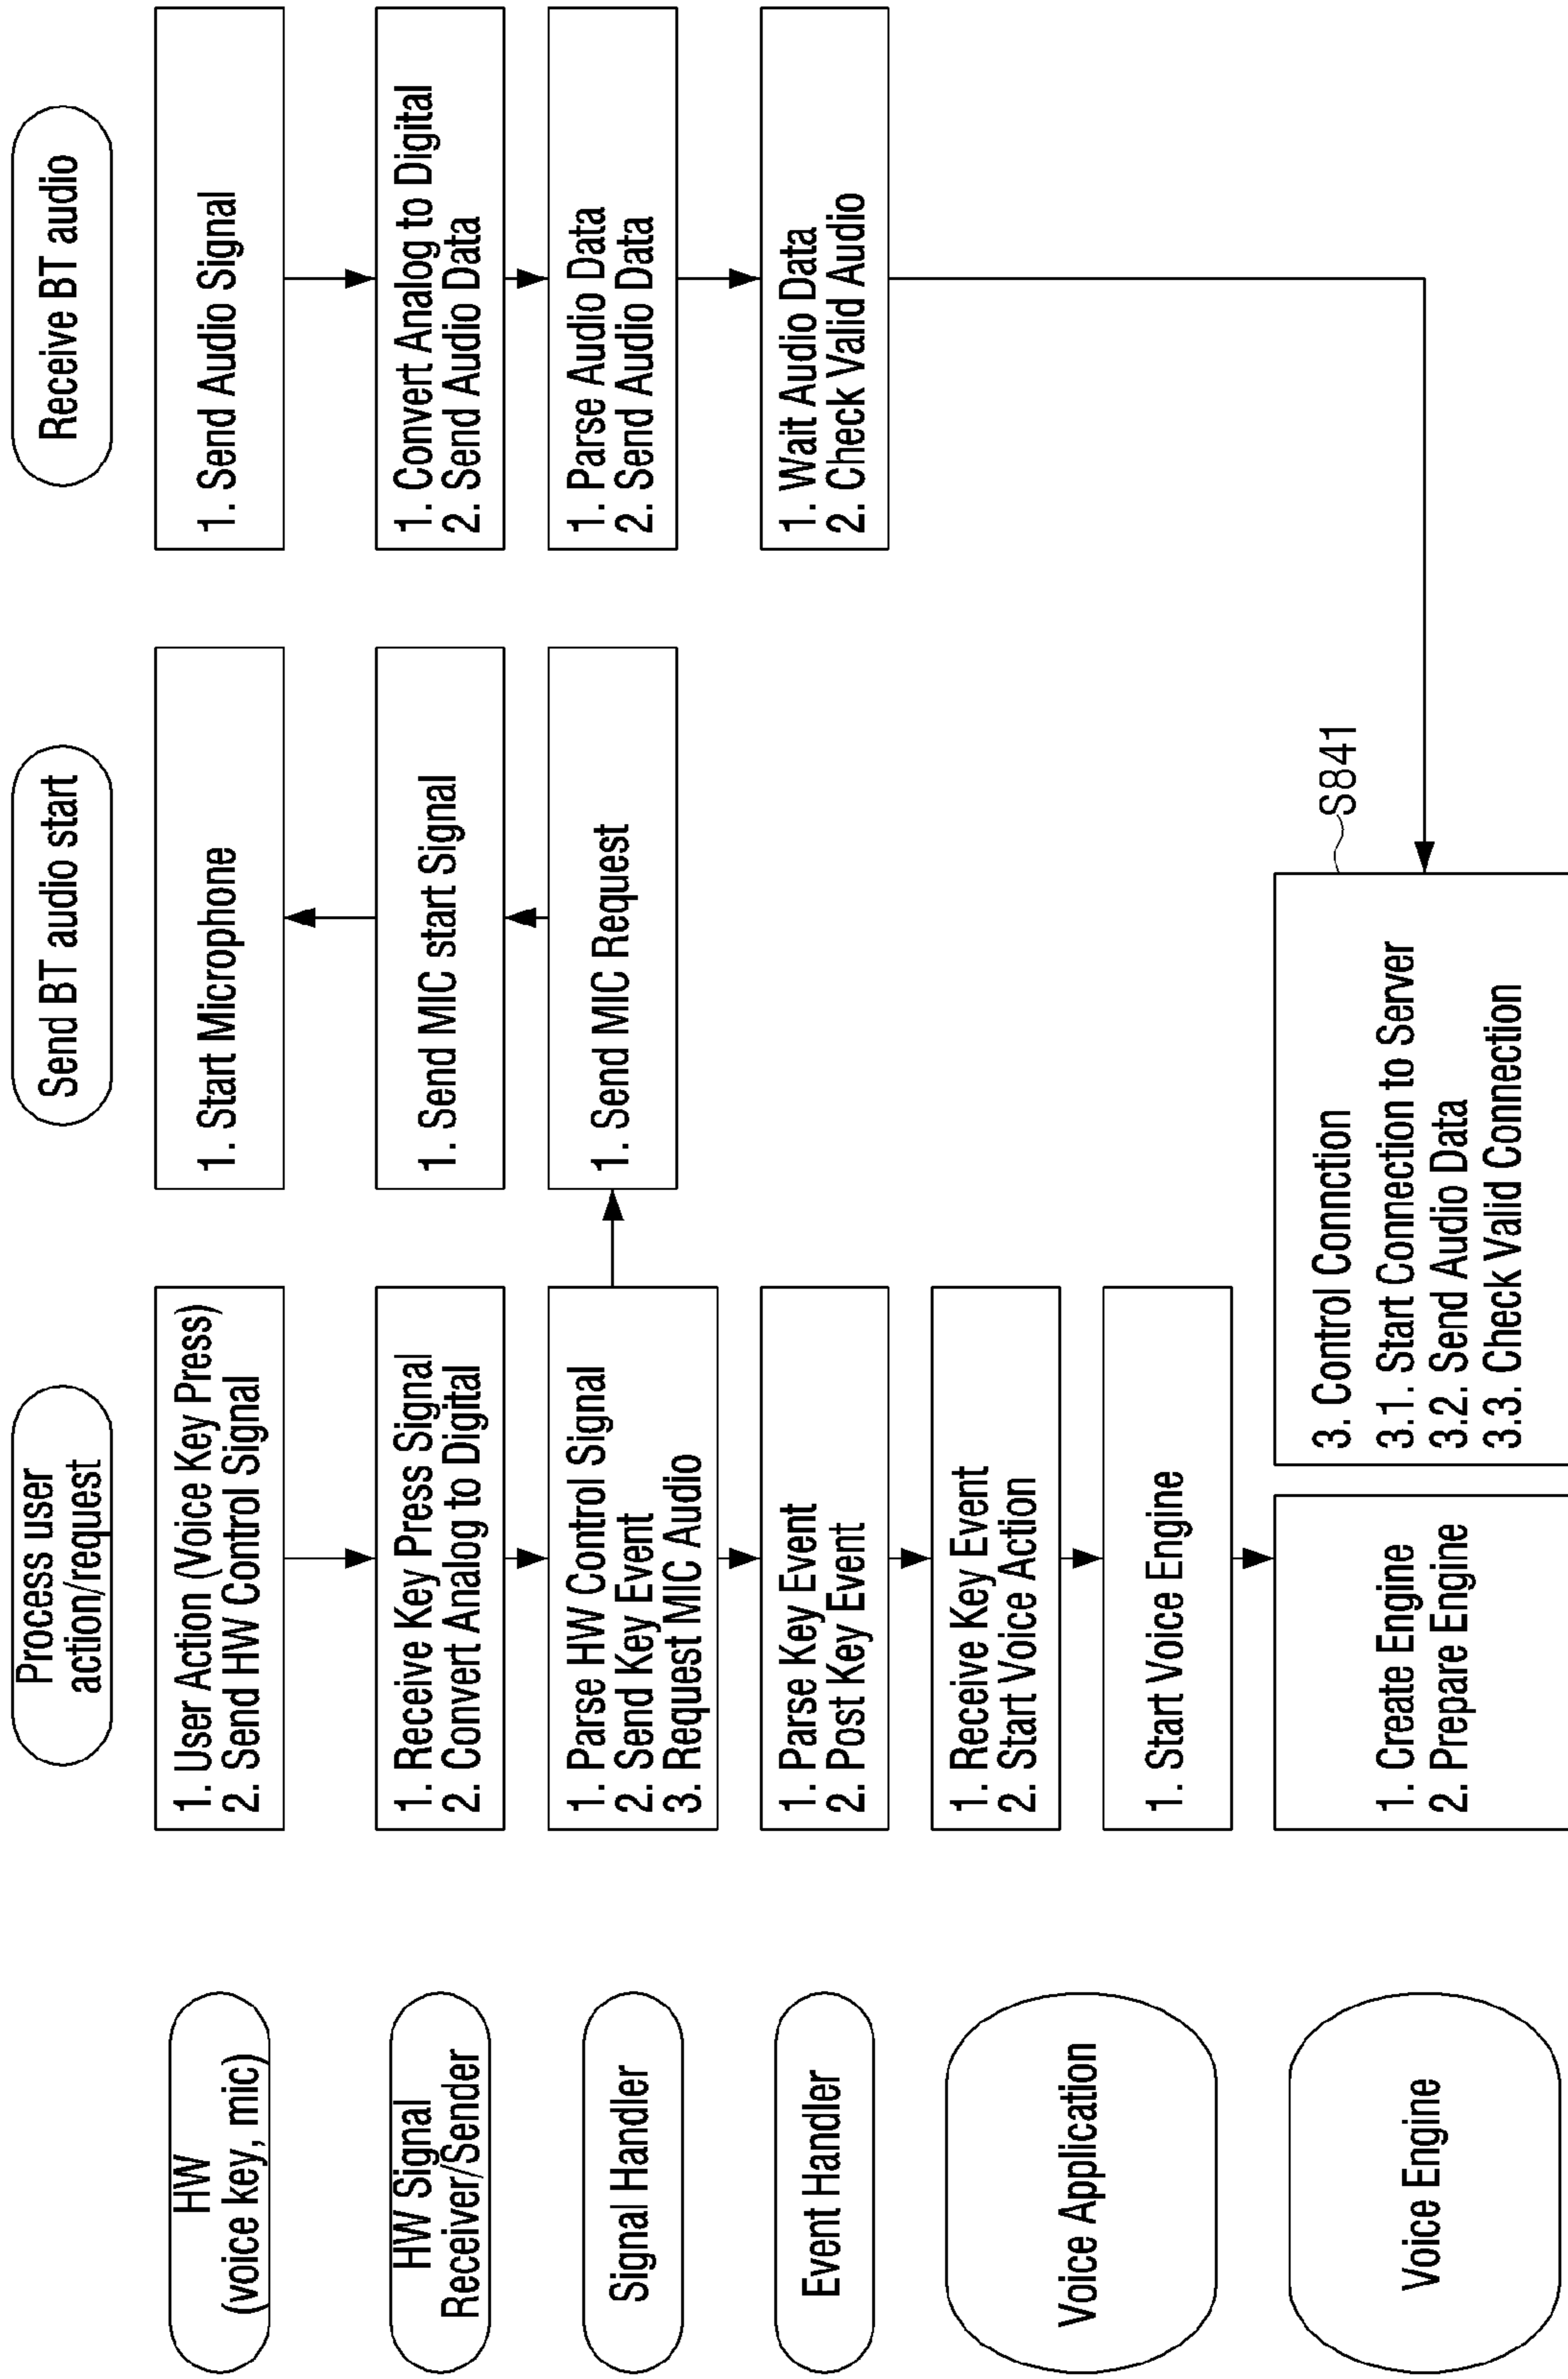 Process user
action/request
Send BT audio start
Receive BT audio
HW
(voice key, mic)
1. User Action (Voice Key Press)
2. Send HW Control Signal
1. Start Microphone
1. Send Audio Signal
HW Signal
Receiver/Sender
1. Receive Key Press Signal
2. Convert Analog to Digital
1. Send MIC start Signal
1. Convert Analog to Digital
2. Send Audio Data
Signal Handler
1. Parse HW Control Signal
2. Send Key Event
3. Request MIC Audio
1. Send MIC Request
1. Parse Audio Data
2. Send Audio Data
Event Handler
1. Parse Key Event
2. Post Key Event
1. Wait Audio Data
2. Check Valid Audio
Voice Application
1. Receive Key Event
2. Start Voice Action
1. Start Voice Engine
Voice Engine
1. Create Engine
2. Prepare Engine
3. Control Connction
3.1. Start Connection to Server
3.2. Send Audio Data
3.3. Check Valid Connection
S841